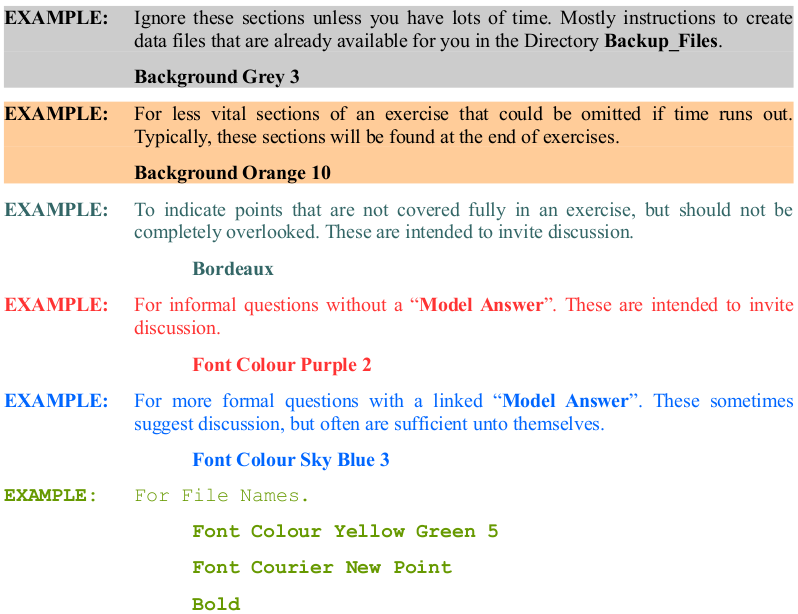 EXAMPLE: Ignore these sections unless you have lots of time. Mostly instructions to create
data files that are already available for you in the Directory Backup_Files.
Background Grey 3
EXAMPLE: For less vital sections of an exercise that could be omitted if time runs out.
Typically, these sections will be found at the end of exercises.
Background Orange 10
EXAMPLE: To indicate points that are not covered fully in an exercise, but should not be
completely overlooked. These are intended to invite discussion.
Bordeaux
EXAMPLE: For informal questions without a “Model Answer”. These are intended to invite
discussion.
Font Colour Purple 2
EXAMPLE: For more formal questions with a linked “Model Answer”. These sometimes
suggest discussion, but often are sufficient unto themselves.
Font Colour Sky Blue 3
EXAMPLE: For File Names.
Font Colour Yellow Green 5
Font Courier New Point
Bold